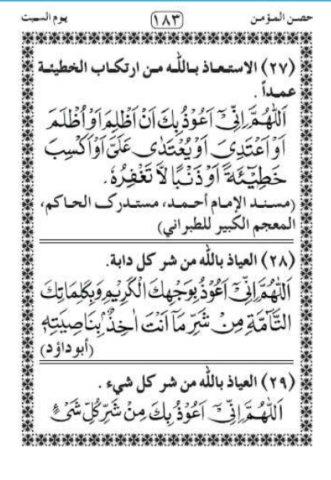 حصن المؤمن (١٨٣) يوم السبت
(٢٧) الاستعاذ بالله من ارتكاب الخطيئة
عمداً .
اَللّٰهُمَّ اِنِّيْ اَعُوْذُ بِكَ اَنْ اَظْلِمَ اَوْ اُظْلَمَ
اَوْ اَعْتَدِىَ اَوْ يُعْتَدٰى عَلَيَّ اَوْ اَكْسِبَ
خَطِيْئَةً اَوْ ذَنْبًا لَا تَغْفِرُهُ.
(مسند الإمام أحمد، مستدرك الحاكم،
المعجم الكبير للطبراني)
(٢٨) العياذ بالله من شر كل دابة.
اَللّٰهُمَّ اِنِّيْ اَعُوْذُ بِوَجْهِكَ الْكَرِيْمِ وَبِكَلِمَاتِكَ
التَّآمَّةِ مِنْ شَرِّ مَآ اَنْتَ اٰخِذٌۢ بِنَاصِيَتِهٖ
(أبوداؤد)
(٢٩) العياذ بالله من شر كل شيء .
اَللّٰهُمَّ اِنِّيْ اَعُوْذُ بِكَ مِنْ شَرِّ كُلِّ شَيْءٍ